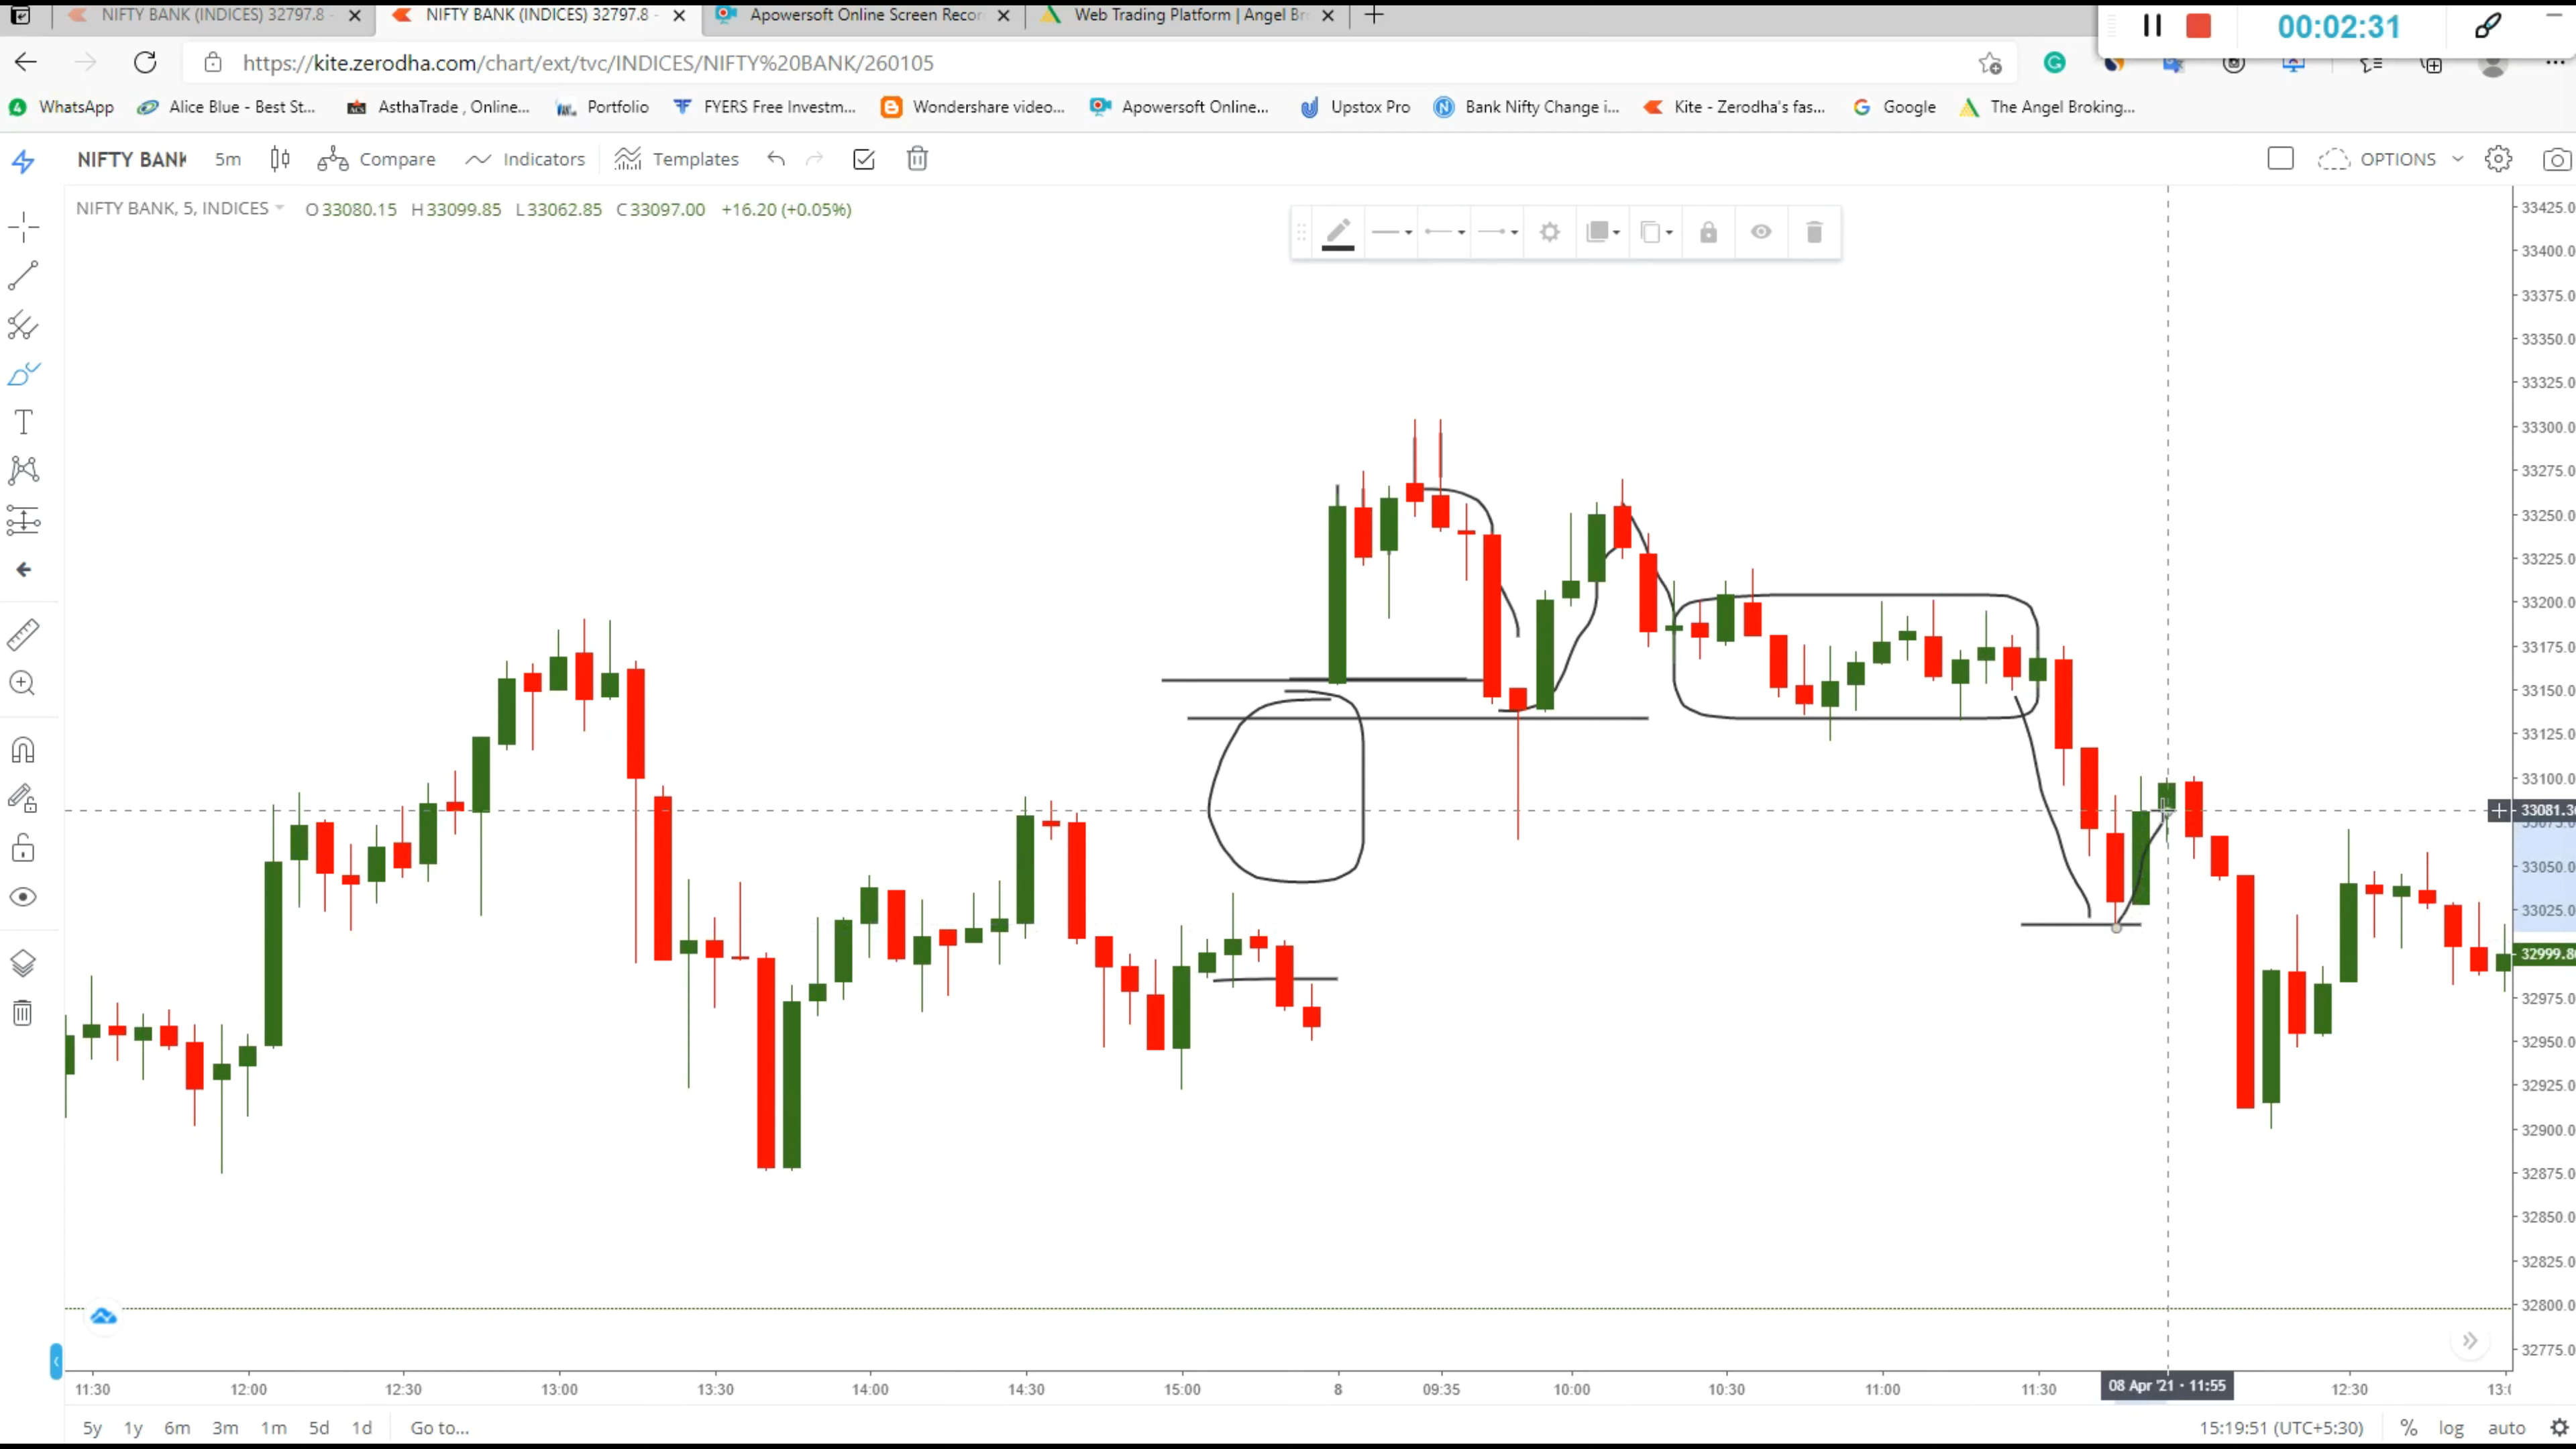 NIFTY BANK (INDICES) 32797.8 -
NIFTY BANK (INDICES) 32797.8 -
Apowersoft Online Screen Recor
Web Trading Platform | Angel Br
00:02:31
https://kite.zerodha.com/chart/ext/tvc/INDICES/NIFTY%20BANK/260105
WhatsApp
Alice Blue - Best St...
AsthaTrade , Online...
Portfolio
FYERS Free Investm...
Wondershare video...
Apowersoft Online...
Upstox Pro
Bank Nifty Change i...
Kite - Zerodha's fas...
Google
The Angel Broking...
NIFTY BANK 5m Compare Indicators Templates OPTIONS
NIFTY BANK, 5, INDICES O33080.15 H33099.85 L33062.85 C33097.00 +16.20 (+0.05%)
33425.0
33400.0
33375.0
33350.0
33325.0
33300.0
33275.0
33250.0
33225.0
33200.0
33175.0
33150.0
33125.0
33100.0
33081.3
33050.0
33025.0
32999.8
32975.0
32950.0
32925.0
32900.0
32875.0
32850.0
32825.0
32800.0
32775.0
11:30 12:00 12:30 13:00 13:30 14:00 14:30 15:00 8 09:35 10:00 10:30 11:00 11:30 08 Apr '21 - 11:55 12:30
5y 1y 6m 3m 1m 5d 1d Go to... 15:19:51 (UTC+5:30) % log auto